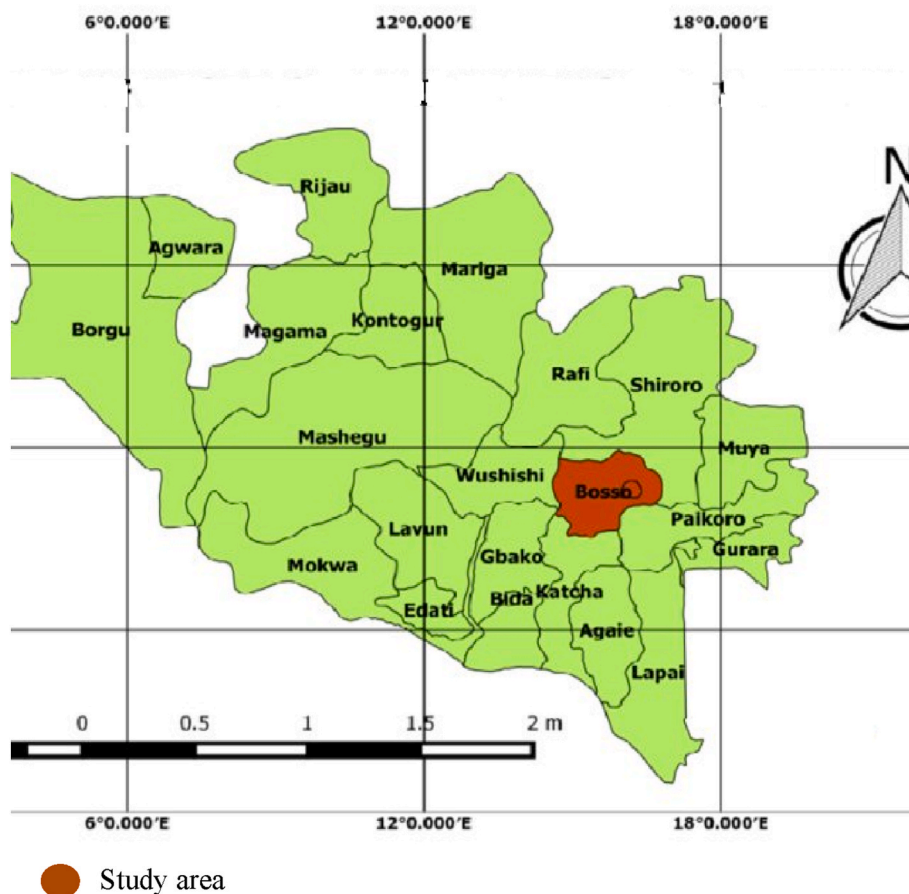 6°0.000′E 12°0.000′E 18°0.000′E
N
Rijau
Agwara
Mariga
Borgu
Magama
Kontogur
Rafi
Shiroro
Mashegu
Muya
Wushishi
Bosso
Lavun
Paikoro
Gbako
Gurara
Mokwa
Bida
Katcha
Edati
Agaie
Lapai
0 0.5 1 1.5 2 m
6°0.000′E 12°0.000′E 18°0.000′E
Study area